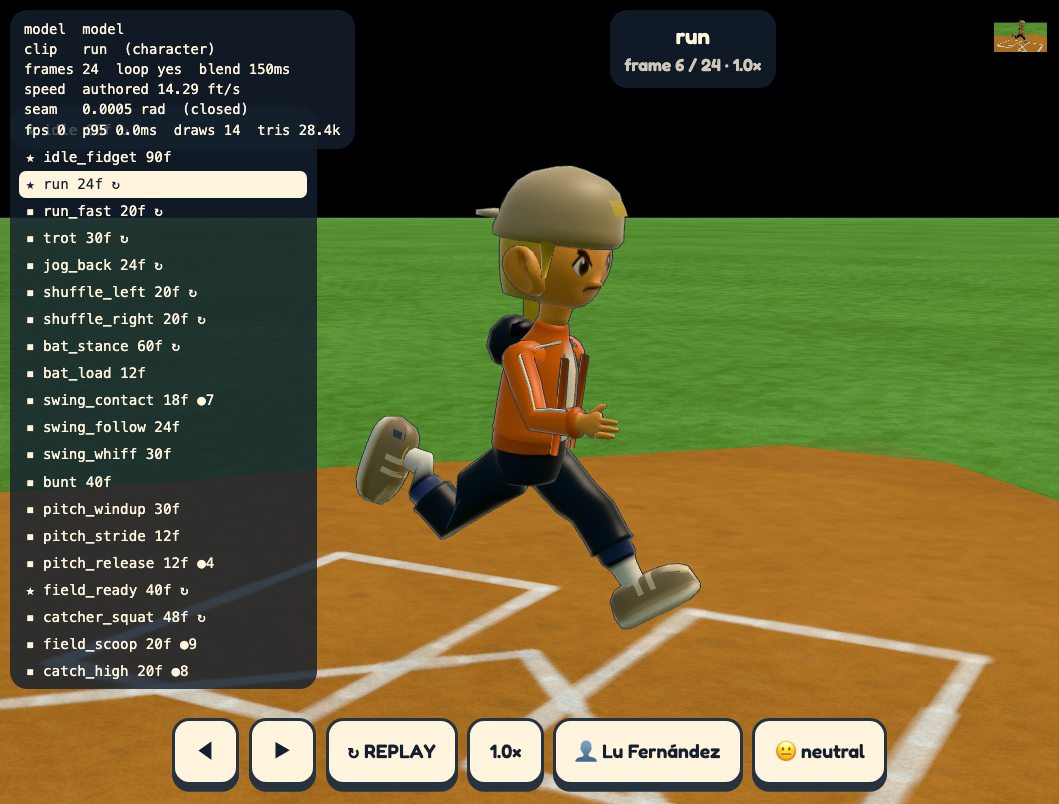 model model
clip run (character)
frames 24 loop yes blend 150ms
speed authored 14.29 ft/s
seam 0.0005 rad (closed)
fps 0 p95 0.0ms draws 14 tris 28.4k
★ idle_fidget 90f
★ run 24f ↻
▪ run_fast 20f ↻
▪ trot 30f ↻
▪ jog_back 24f ↻
▪ shuffle_left 20f ↻
▪ shuffle_right 20f ↻
▪ bat_stance 60f ↻
▪ bat_load 12f
▪ swing_contact 18f ●7
▪ swing_follow 24f
▪ swing_whiff 30f
▪ bunt 40f
▪ pitch_windup 30f
▪ pitch_stride 12f
▪ pitch_release 12f ●4
★ field_ready 40f ↻
▪ catcher_squat 48f ↻
▪ field_scoop 20f ●9
▪ catch_high 20f ●8
run
frame 6 / 24 · 1.0x
◀ ▶ ↻ REPLAY 1.0x 👤 Lu Fernández 😐 neutral